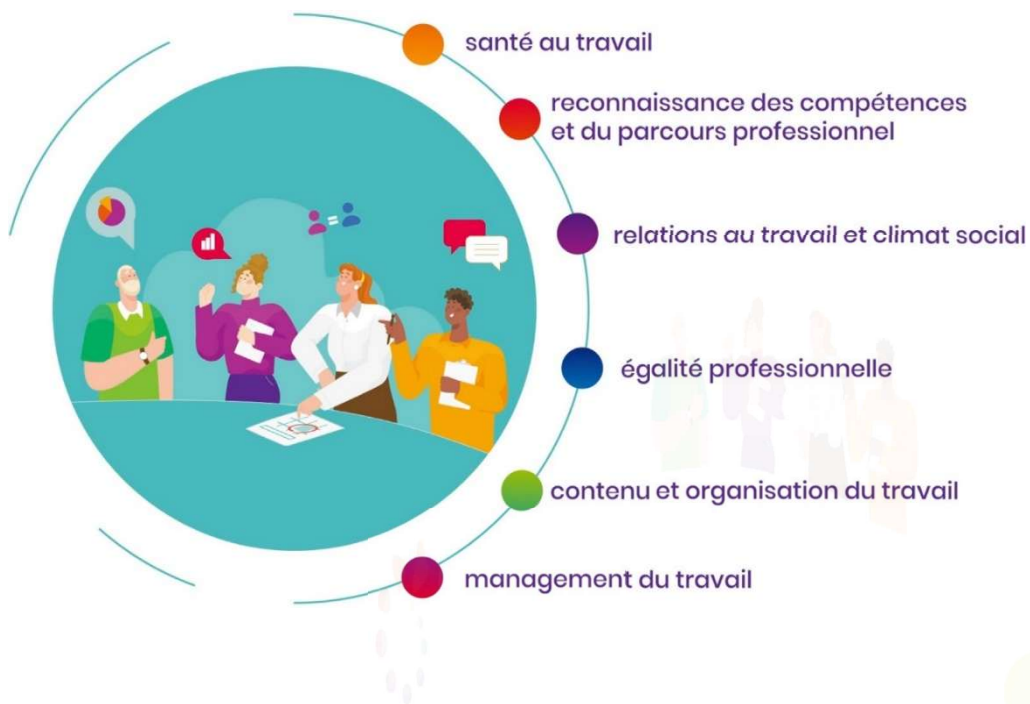 santé au travail
reconnaissance des compétences
et du parcours professionnel
relations au travail et climat social
égalité professionnelle
contenu et organisation du travail
management du travail